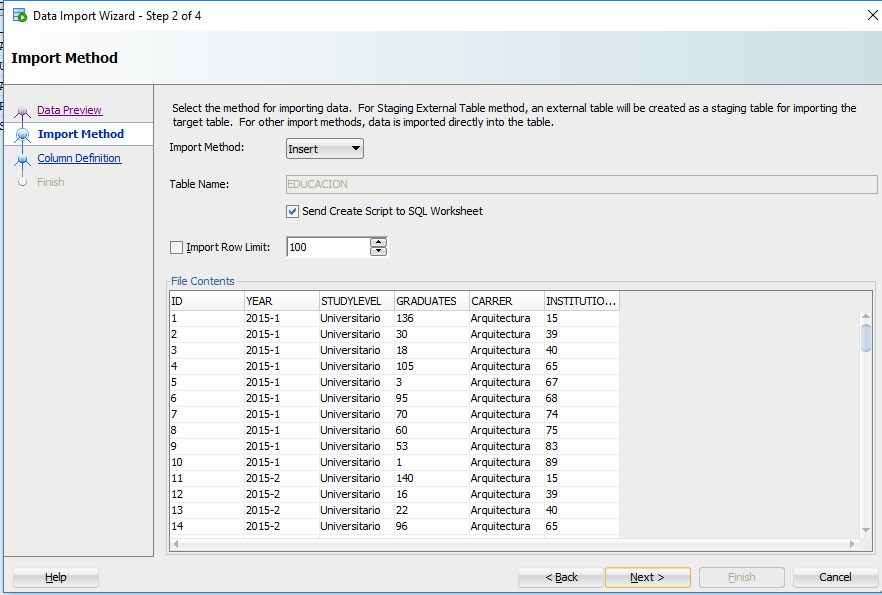 Data Import Wizard - Step 2 of 4
Import Method
Data Preview
Import Method
Column Definition
Finish
Select the method for importing data. For Staging External Table method, an external table will be created as a staging table for importing the
target table. For other import methods, data is imported directly into the table.
Import Method: Insert
Table Name: EDUCACION
Send Create Script to SQL Worksheet
Import Row Limit: 100
File Contents
ID YEAR STUDYLEVEL GRADUATES CARRER INSTITUTIO...
1 2015-1 Universitario 136 Arquitectura 15
2 2015-1 Universitario 30 Arquitectura 39
3 2015-1 Universitario 18 Arquitectura 40
4 2015-1 Universitario 105 Arquitectura 65
5 2015-1 Universitario 3 Arquitectura 67
6 2015-1 Universitario 95 Arquitectura 68
7 2015-1 Universitario 70 Arquitectura 74
8 2015-1 Universitario 60 Arquitectura 75
9 2015-1 Universitario 53 Arquitectura 83
10 2015-1 Universitario 1 Arquitectura 89
11 2015-2 Universitario 140 Arquitectura 15
12 2015-2 Universitario 16 Arquitectura 39
13 2015-2 Universitario 22 Arquitectura 40
14 2015-2 Universitario 96 Arquitectura 65
Help < Back Next > Finish Cancel